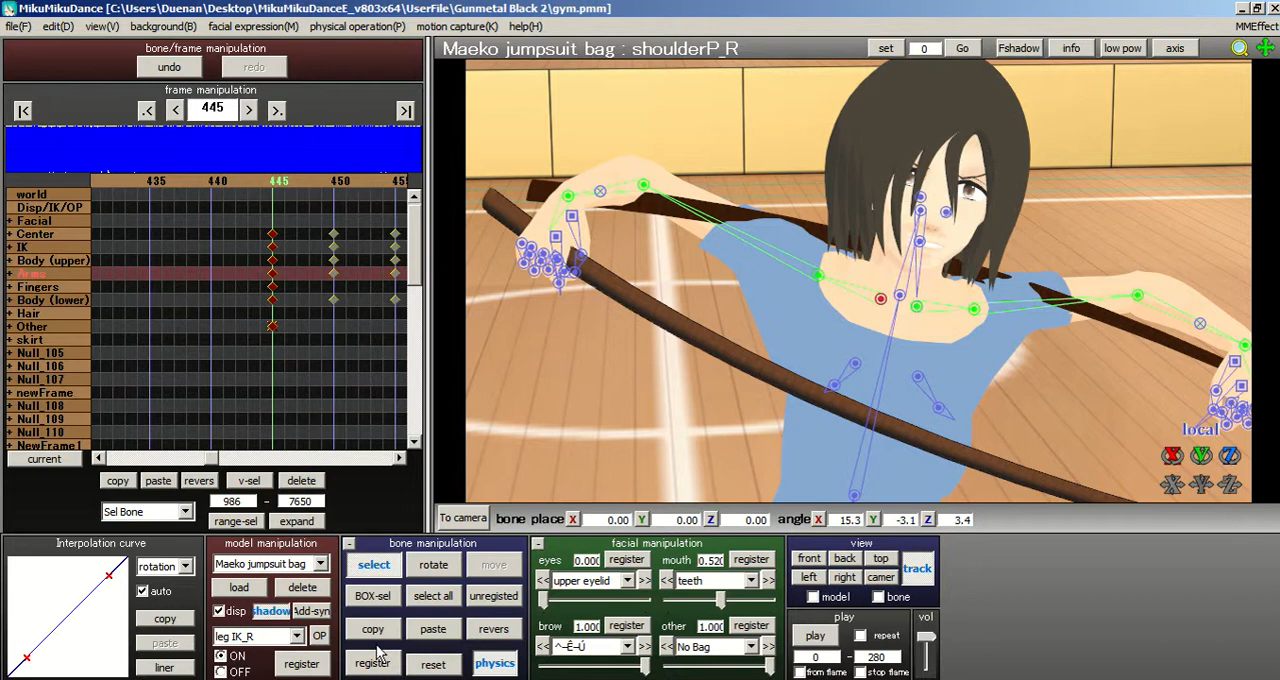 MikuMikuDance [C:\Users\Duenan\Desktop\MikuMikuDanceE_v803x64\UserFile\Gunmetal Black 2\gym.pmm]
file(F) edit(D) view(V) background(B) facial expression(M) physical operation(P) motion capture(K) help(H) MMEffect
bone/frame manipulation
undo redo
frame manipulation
|< .< < 445 > >. >|
435 440 445 450 455
world
Disp/IK/OP
+ Facial
+ Center
+ IK
+ Body (upper)
+ Arms
+ Fingers
+ Body (lower)
+ Hair
+ Other
+ skirt
+ Null_105
+ Null_106
+ Null_107
+ newFrame
+ Null_108
+ Null_109
+ Null_110
+ NewFrame1
current
copy paste revers v-sel delete
Sel Bone 986 - 7650
range-sel expand
Maeko jumpsuit bag : shoulderP_R
set 0 Go Fshadow info low pow axis
local
X Y Z
X Y Z
To camera bone place X 0.00 Y 0.00 Z 0.00 angle X 15.3 Y -3.1 Z 3.4
Interpolation curve
rotation
auto
copy
paste
liner
model manipulation
Maeko jumpsuit bag
load delete
disp shadow Add-syn
leg IK_R OP
ON
OFF
register
- bone manipulation
select rotate move
BOX-sel select all unregisted
copy paste revers
register reset physics
- facial manipulation
eyes 0.000 register mouth 0.520 register
<< upper eyelid >> << teeth >>
brow 1.000 register other 1.000 register
<< ^-Ê-Ú >> << No Bag >>
view
front back top
left right camer
track
model bone
play
play repeat
0 - 280
from flame stop flame
vol